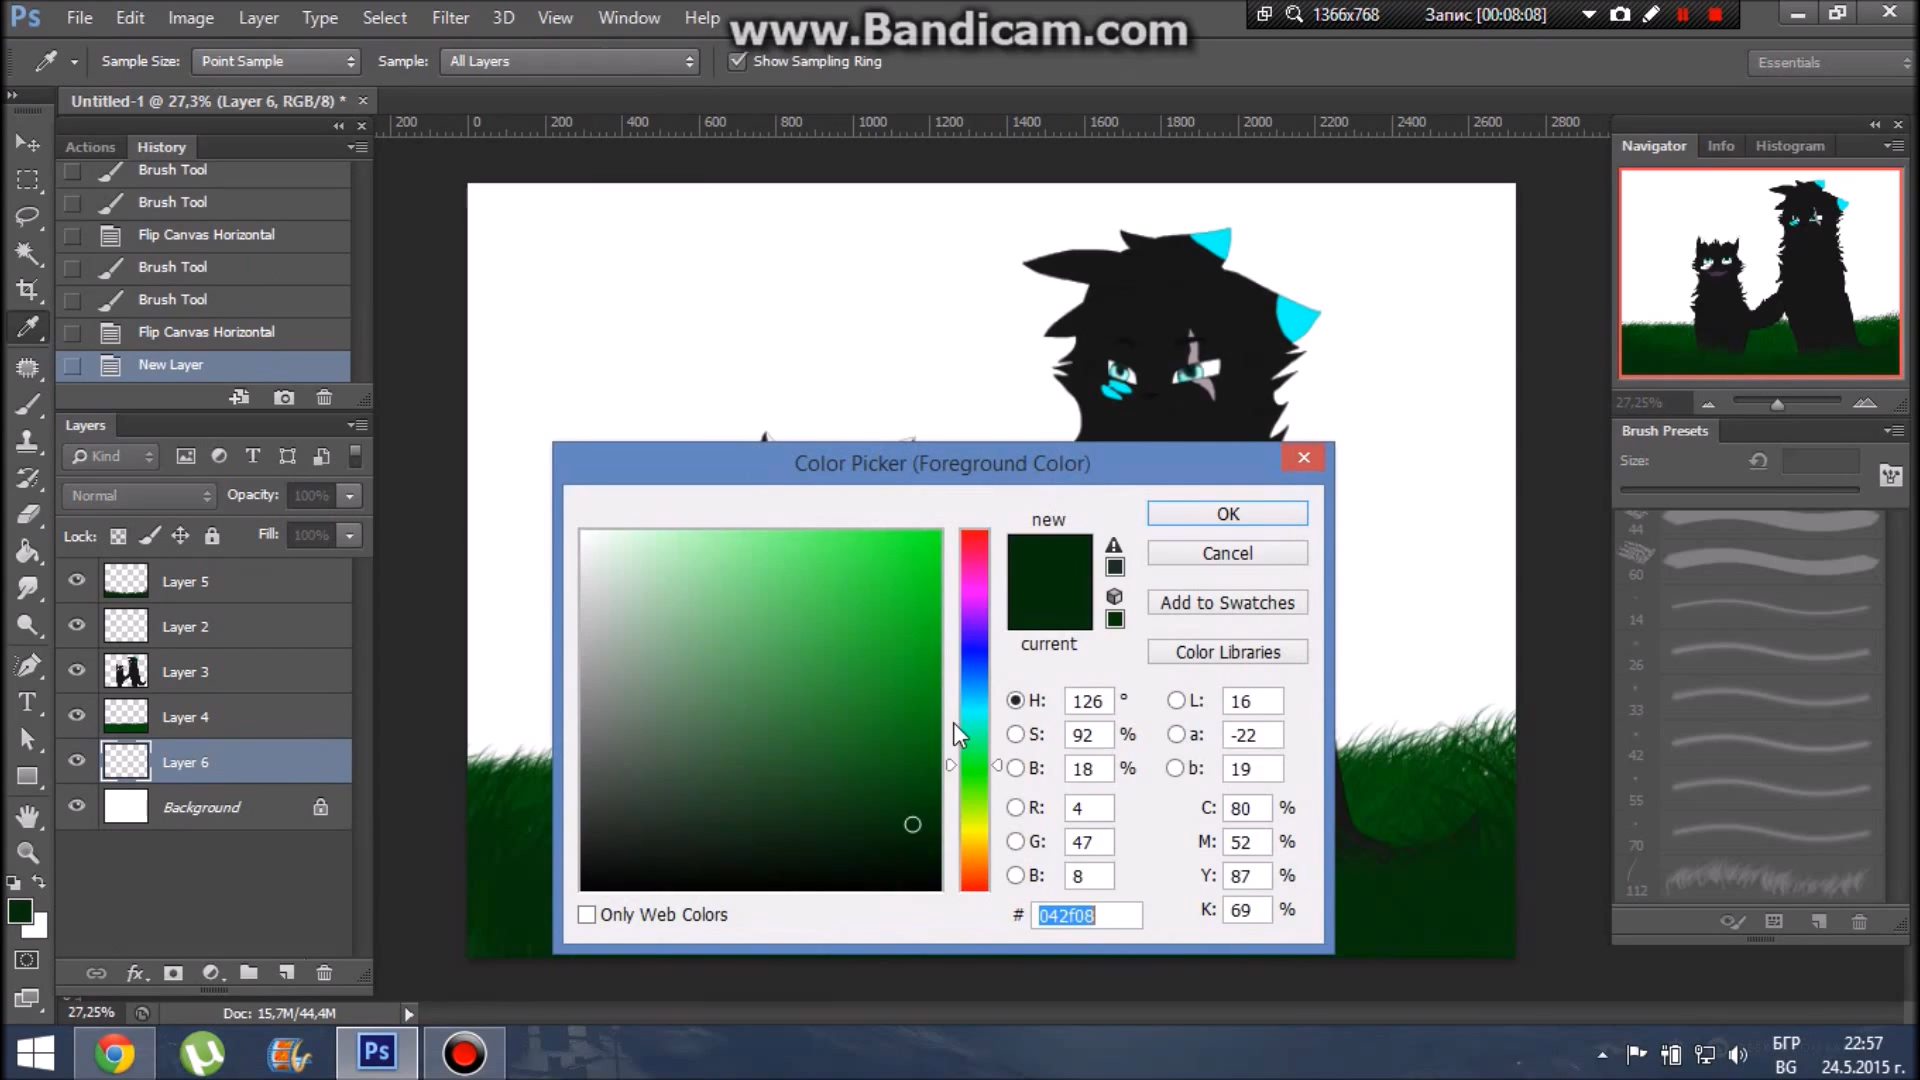 Ps File Edit Image Layer Type Select Filter 3D View Window Help
www.Bandicam.com
1366x768 Запис [00:08:08]
Sample Size: Point Sample Sample: All Layers Show Sampling Ring Essentials
Untitled-1 @ 27,3% (Layer 6, RGB/8) *
200 0 200 400 600 800 1000 1200 1400 1600 1800 2000 2200 2400 2600 2800
Actions History
Brush Tool
Brush Tool
Flip Canvas Horizontal
Brush Tool
Brush Tool
Flip Canvas Horizontal
New Layer
Layers
Kind
Normal Opacity: 100%
Lock: Fill: 100%
Layer 5
Layer 2
Layer 3
Layer 4
Layer 6
Background
fx
27,25% Doc: 15,7M/44,4M
Color Picker (Foreground Color)
new
current
OK
Cancel
Add to Swatches
Color Libraries
H: 126 °
S: 92 %
B: 18 %
R: 4
G: 47
B: 8
# 042f08
L: 16
a: -22
b: 19
C: 80 %
M: 52 %
Y: 87 %
K: 69 %
Only Web Colors
Navigator Info Histogram
27,25%
Brush Presets
Size:
44
60
14
26
33
42
55
70
112
Ps
БГР
BG
22:57
24.5.2015 г.